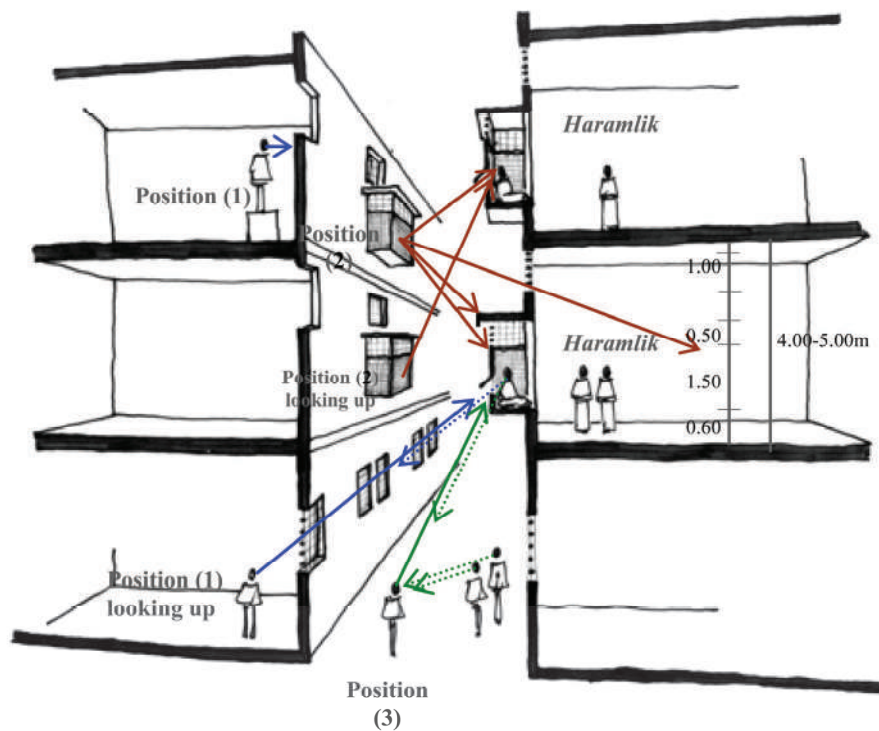 Haramlik
Position (1)
Position
(2)
1.00
0.50
4.00-5.00m
Haramlik
Position (2)
looking up
1.50
0.60
Position (1)
looking up
Position
(3)